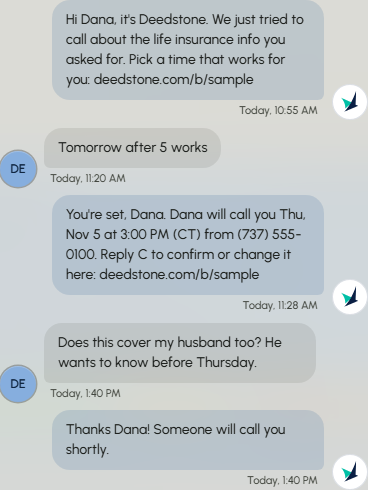 Hi Dana, it's Deedstone. We just tried to
call about the life insurance info you
asked for. Pick a time that works for
you: deedstone.com/b/sample
Today, 10:55 AM
Tomorrow after 5 works
DE
Today, 11:20 AM
You're set, Dana. Dana will call you Thu,
Nov 5 at 3:00 PM (CT) from (737) 555-
0100. Reply C to confirm or change it
here: deedstone.com/b/sample
Today, 11:28 AM
Does this cover my husband too? He
wants to know before Thursday.
DE
Today, 1:40 PM
Thanks Dana! Someone will call you
shortly.
Today, 1:40 PM